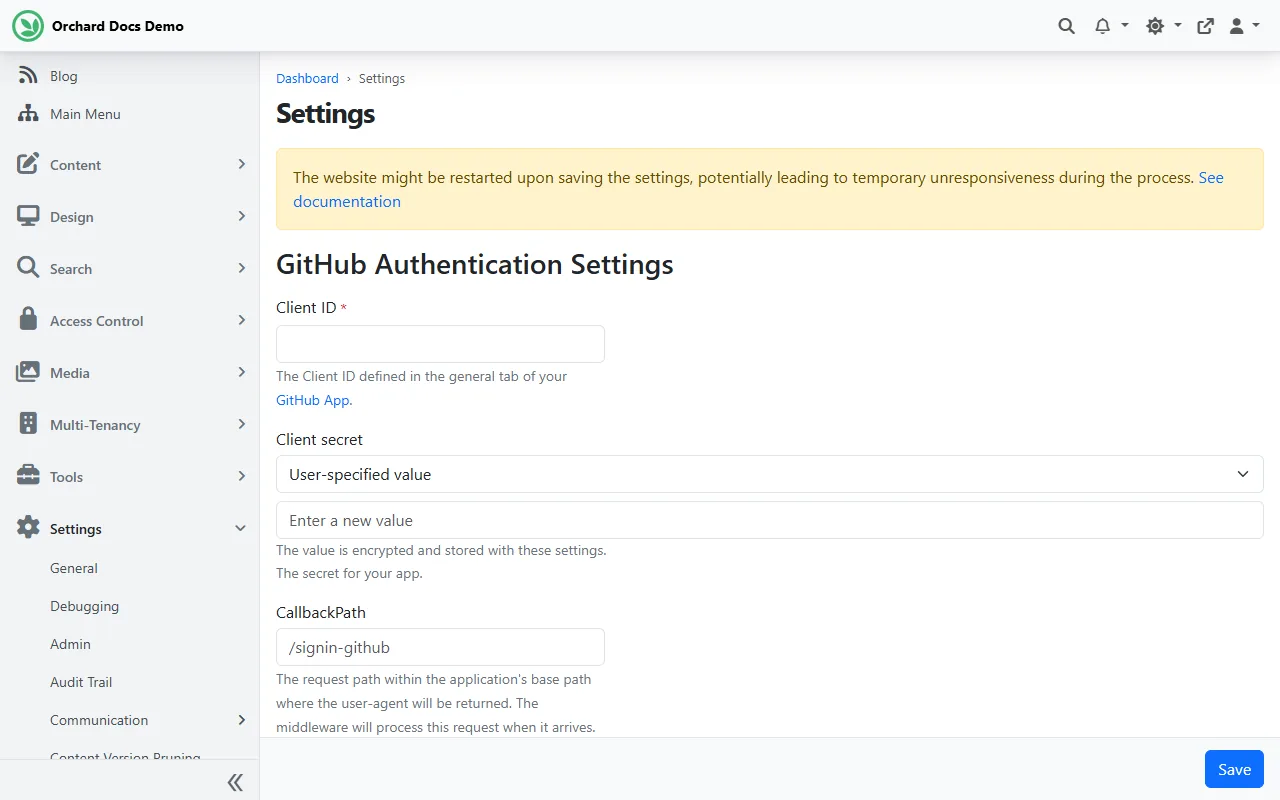 Orchard Docs Demo
Blog
Main Menu
Content
Design
Search
Access Control
Media
Multi-Tenancy
Tools
Settings
General
Debugging
Admin
Audit Trail
Communication
Content Version Pruning
Dashboard › Settings
Settings
The website might be restarted upon saving the settings, potentially leading to temporary unresponsiveness during the process. See
documentation
GitHub Authentication Settings
Client ID *
The Client ID defined in the general tab of your
GitHub App.
Client secret
User-specified value
Enter a new value
The value is encrypted and stored with these settings.
The secret for your app.
CallbackPath
/signin-github
The request path within the application's base path
where the user-agent will be returned. The
middleware will process this request when it arrives.
Save